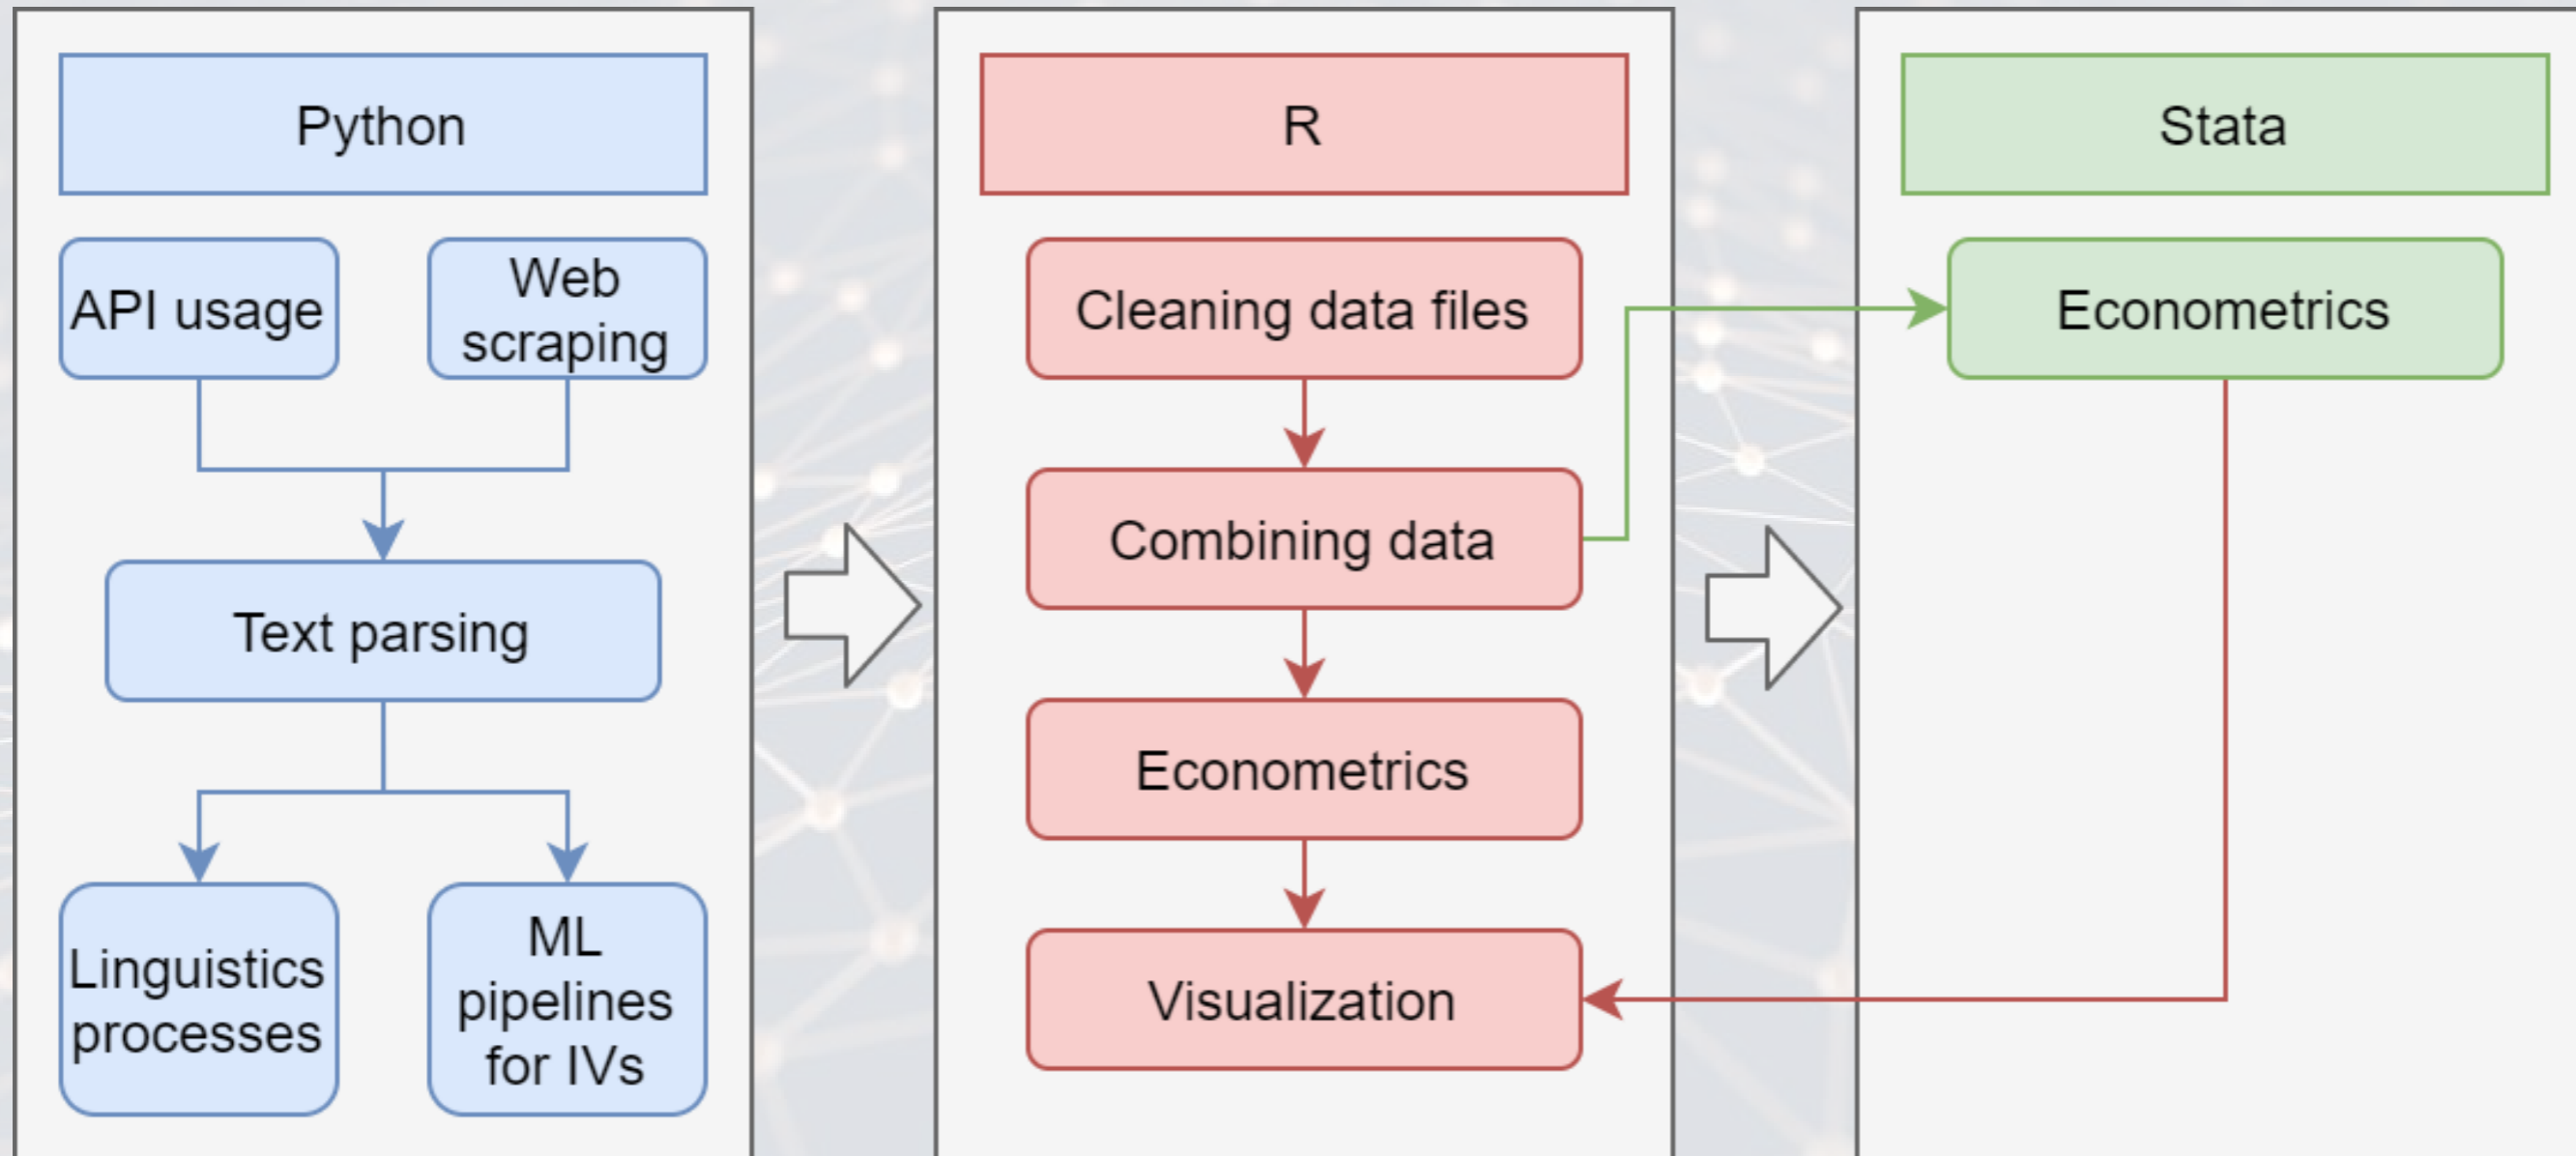 Python
API usage
Web
scraping
Text parsing
Linguistics
processes
ML
pipelines
for IVs
R
Cleaning data files
Combining data
Econometrics
Visualization
Stata
Econometrics